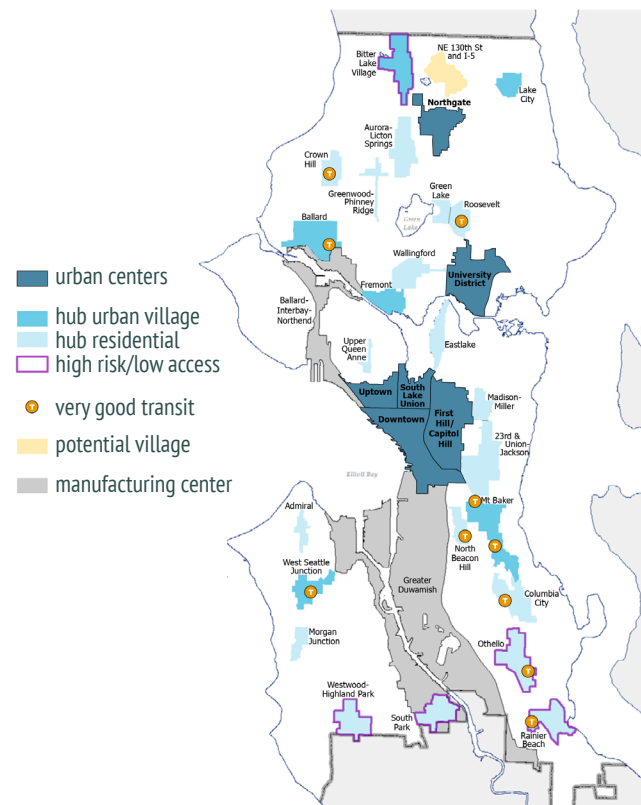 Bitter
Lake
Village
NE 130th St
and I-5
Lake
City
Northgate
Aurora-
Licton
Springs
Crown
Hill
T
Greenwood-
Phinney
Ridge
Green
Lake
Roosevelt
T
Green
Lake
Ballard
T
Wallingford
University
District
Fremont
Ballard-
Interbay-
Northend
Upper
Queen
Anne
Eastlake
urban centers
hub urban village
hub residential
high risk/low access
T
very good transit
potential village
manufacturing center
Uptown
South
Lake
Union
Downtown
First
Hill/
Capitol
Hill
Madison-
Miller
23rd &
Union-
Jackson
Elliott Bay
T
Mt Baker
Admiral
T
North
Beacon
Hill
T
West Seattle
Junction
T
Greater
Duwamish
T
Columbia
City
Morgan
Junction
Othello
T
Westwood-
Highland Park
South
Park
T
Rainier
Beach